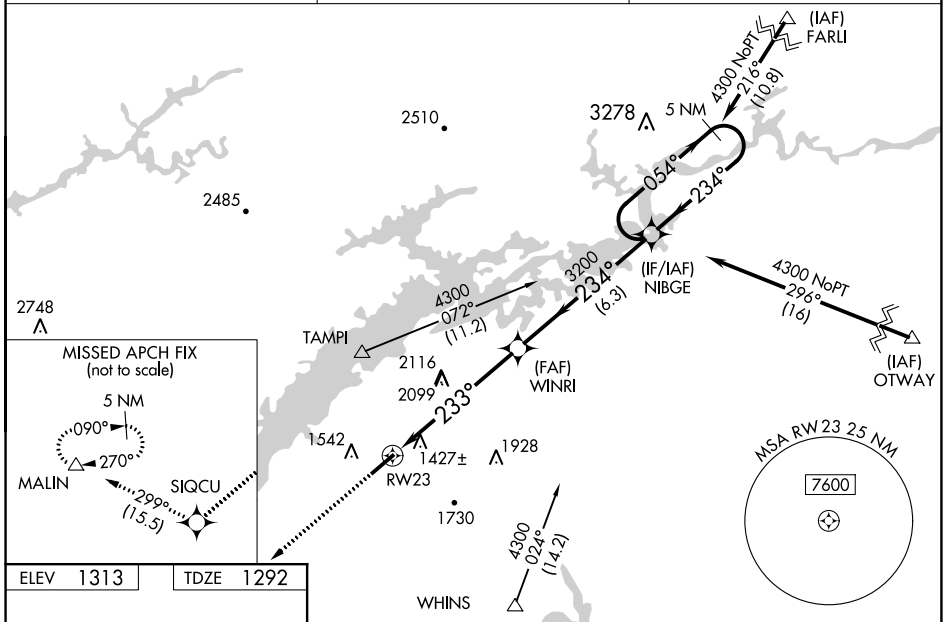 (IAF)
FARLI
4300 NoPT
216°
(10.8)
5 NM
3278
2510
054°
234°
2485
(IF/IAF)
NIBGE
3200
234°
(6.3)
4300 NoPT
296°
(16)
(IAF)
OTWAY
4300
072°
(11.2)
TAMPI
2748
(FAF)
WINRI
2116
2099
233°
MISSED APCH FIX
(not to scale)
5 NM
090°
270°
MALIN
SIQCU
299°
(15.5)
1542
1427±
1928
RW23
1730
MSA RW23 25 NM
7600
4300
024°
(14.2)
WHINS
ELEV 1313
TDZE 1292